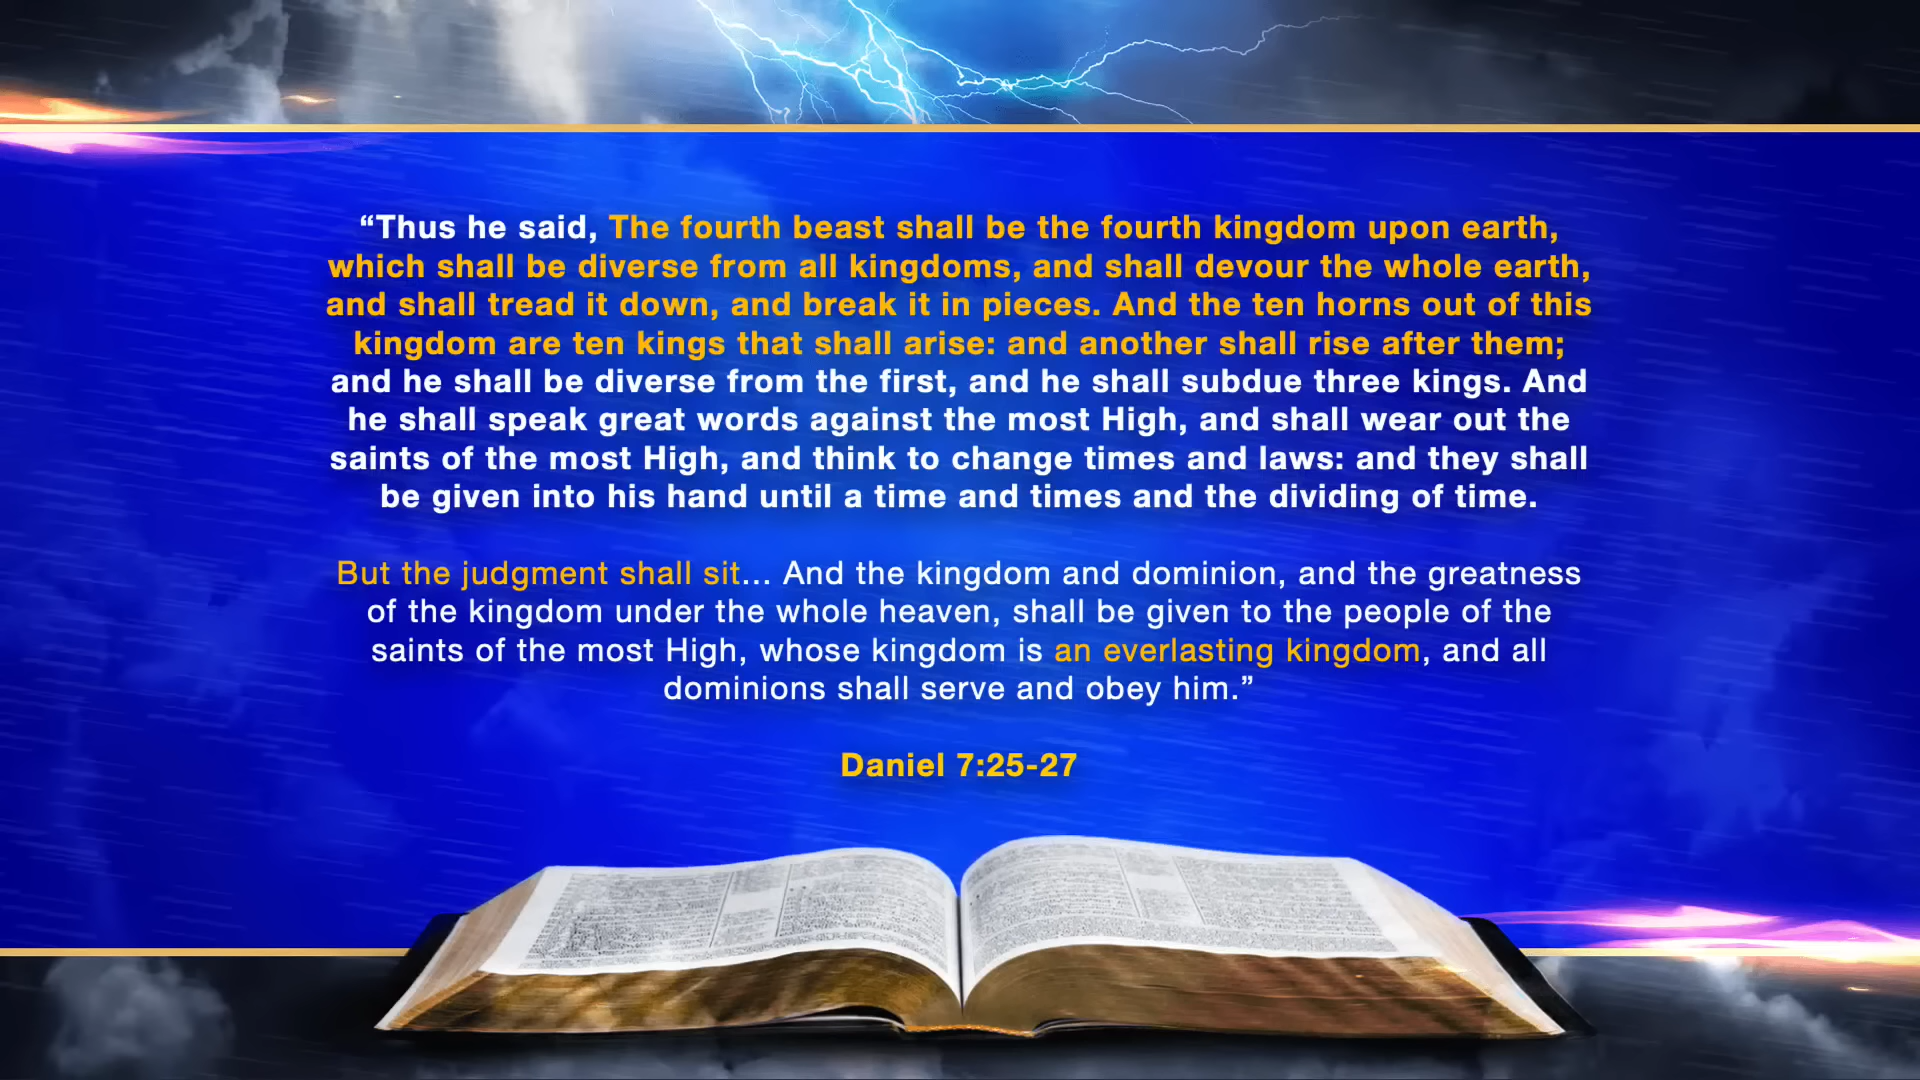 “Thus he said, The fourth beast shall be the fourth kingdom upon earth,
which shall be diverse from all kingdoms, and shall devour the whole earth,
and shall tread it down, and break it in pieces. And the ten horns out of this
kingdom are ten kings that shall arise: and another shall rise after them;
and he shall be diverse from the first, and he shall subdue three kings. And
he shall speak great words against the most High, and shall wear out the
saints of the most High, and think to change times and laws: and they shall
be given into his hand until a time and times and the dividing of time.
But the judgment shall sit... And the kingdom and dominion, and the greatness
of the kingdom under the whole heaven, shall be given to the people of the
saints of the most High, whose kingdom is an everlasting kingdom, and all
dominions shall serve and obey him.”
Daniel 7:25-27